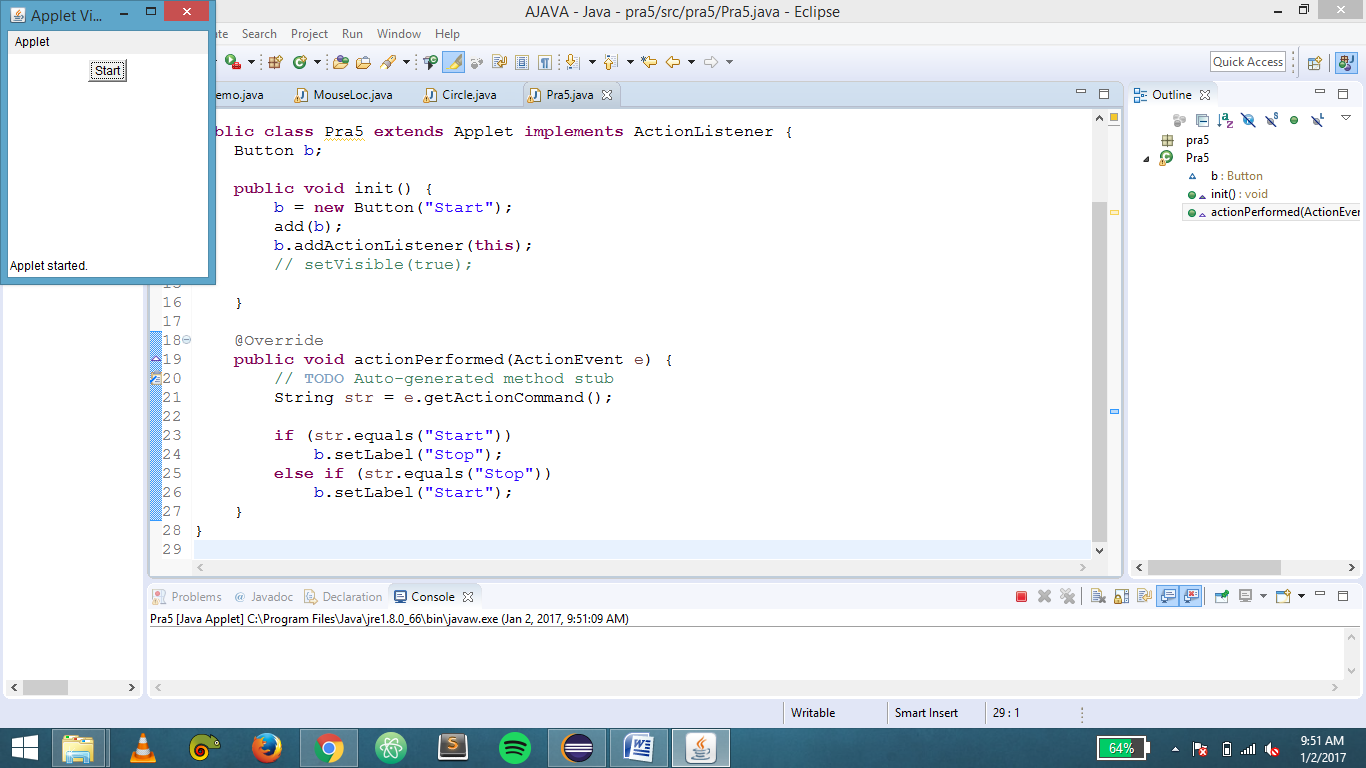 Applet Vi...
AJAVA - Java - pra5/src/pra5/Pra5.java - Eclipse
Applet
Search Project Run Window Help
Start
Quick Access
emo.java MouseLoc.java Circle.java Pra5.java
Outline
class Pra5 extends Applet implements ActionListener {
Button b;
public void init() {
b = new Button("Start");
add(b);
b.addActionListener(this);
// setVisible(true);
Applet started.
16 }
17
18 @Override
19 public void actionPerformed(ActionEvent e) {
20 // TODO Auto-generated method stub
21 String str = e.getActionCommand();
22
23 if (str.equals("Start"))
24 b.setLabel("Stop");
25 else if (str.equals("Stop"))
26 b.setLabel("Start");
27 }
28 }
29
pra5
Pra5
b : Button
init() : void
actionPerformed(ActionEver
Problems @ Javadoc Declaration Console
Pra5 [Java Applet] C:\Program Files\Java\jre1.8.0_66\bin\javaw.exe (Jan 2, 2017, 9:51:09 AM)
Writable Smart Insert 29 : 1
64%
9:51 AM
1/2/2017